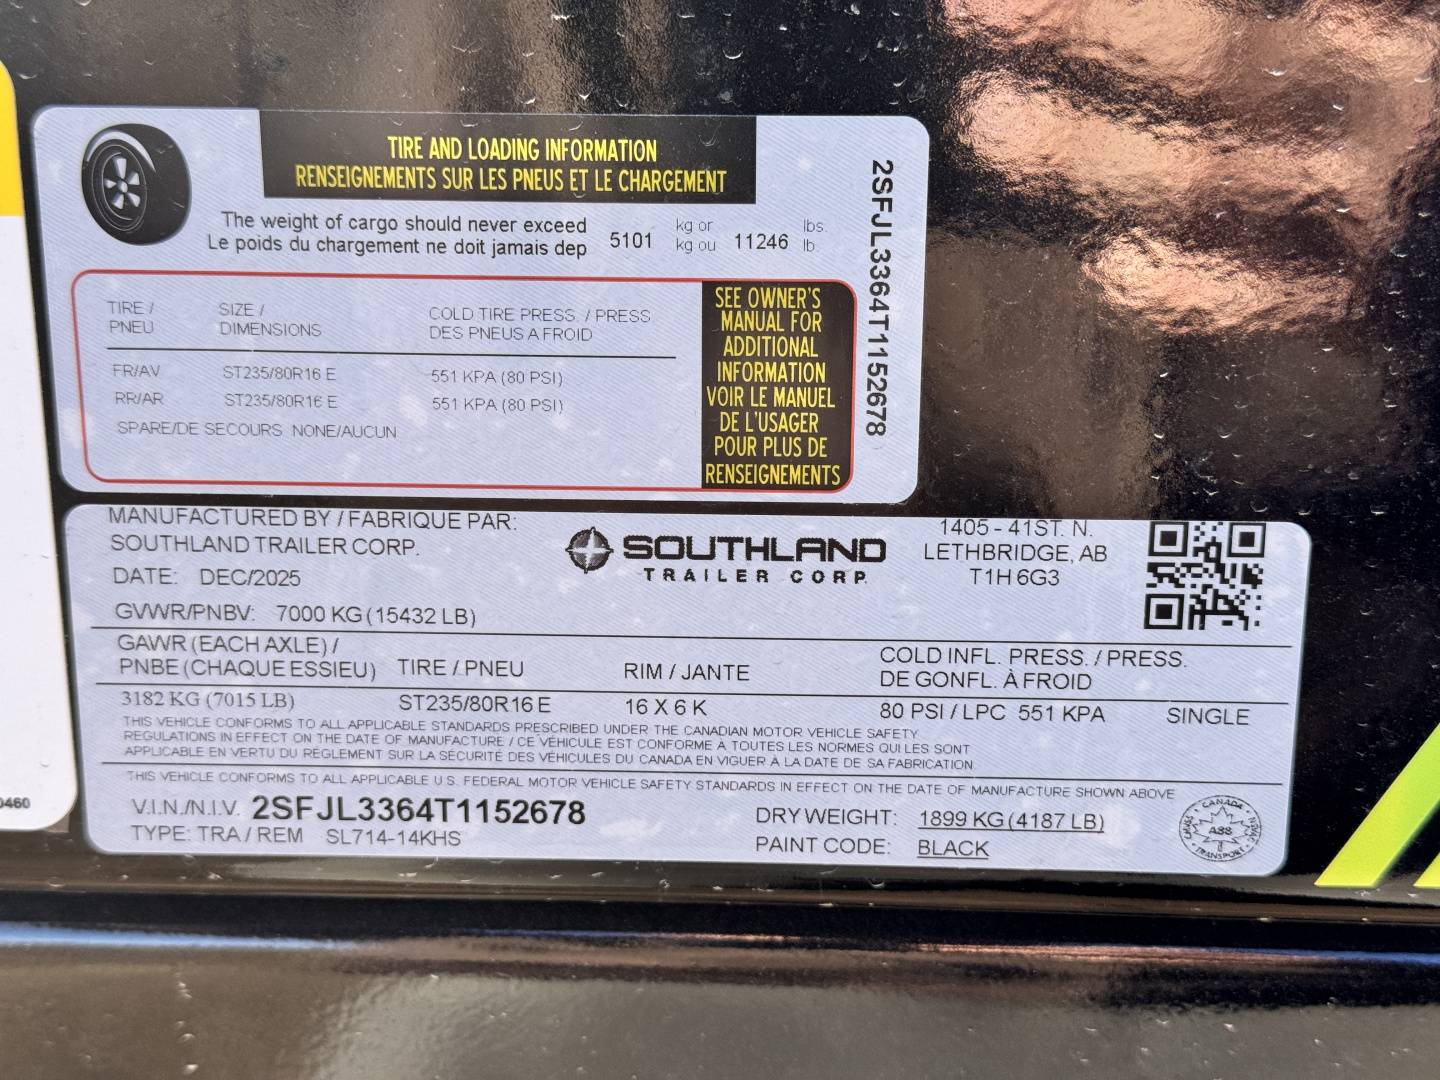 TIRE AND LOADING INFORMATION
RENSEIGNEMENTS SUR LES PNEUS ET LE CHARGEMENT
The weight of cargo should never exceed 5101 kg or 11246 lbs.
Le poids du chargement ne doit jamais dep kg ou lb
TIRE / SIZE / COLD TIRE PRESS. / PRESS
PNEU DIMENSIONS DES PNEUS A FROID
FR/AV ST235/80R16 E 551 KPA (80 PSI)
RR/AR ST235/80R16 E 551 KPA (80 PSI)
SPARE/DE SECOURS NONE/AUCUN
SEE OWNER'S
MANUAL FOR
ADDITIONAL
INFORMATION
VOIR LE MANUEL
DE L'USAGER
POUR PLUS DE
RENSEIGNEMENTS
2SFJL3364T1152678
MANUFACTURED BY / FABRIQUE PAR:
SOUTHLAND TRAILER CORP.
DATE: DEC/2025
GVWR/PNBV: 7000 KG (15432 LB)
SOUTHLAND
TRAILER CORP.
1405 - 41ST. N.
LETHBRIDGE, AB
T1H 6G3
GAWR (EACH AXLE) /
PNBE (CHAQUE ESSIEU) TIRE / PNEU RIM / JANTE COLD INFL. PRESS. / PRESS.
DE GONFL. À FROID
3182 KG (7015 LB) ST235/80R16 E 16 X 6 K 80 PSI / LPC 551 KPA SINGLE
THIS VEHICLE CONFORMS TO ALL APPLICABLE STANDARDS PRESCRIBED UNDER THE CANADIAN MOTOR VEHICLE SAFETY
REGULATIONS IN EFFECT ON THE DATE OF MANUFACTURE / CE VÉHICULE EST CONFORME À TOUTES LES NORMES QUI LES SONT
APPLICABLE EN VERTU DU RÉGLEMENT SUR LA SÉCURITÉ DES VÉHICULES DU CANADA EN VIGUER À LA DATE DE SA FABRICATION.
THIS VEHICLE CONFORMS TO ALL APPLICABLE U.S. FEDERAL MOTOR VEHICLE SAFETY STANDARDS IN EFFECT ON THE DATE OF MANUFACTURE SHOWN ABOVE
V.I.N./N.I.V. 2SFJL3364T1152678 DRY WEIGHT: 1899 KG (4187 LB)
TYPE: TRA / REM SL714-14KHS PAINT CODE: BLACK
CANADA
TRANSPORT
A88
0460